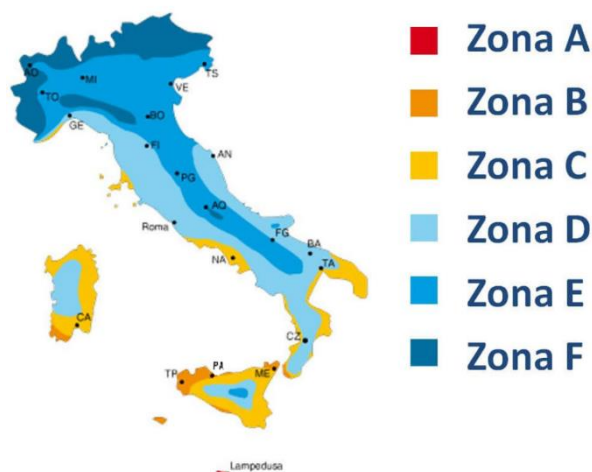 Zona A
Zona B
Zona C
Zona D
Zona E
Zona F
AO
MI
TS
TO
VE
BO
GE
FI
AN
PG
AQ
Roma
FG
BA
NA
TA
CA
CZ
TP
PA
ME
Lampedusa